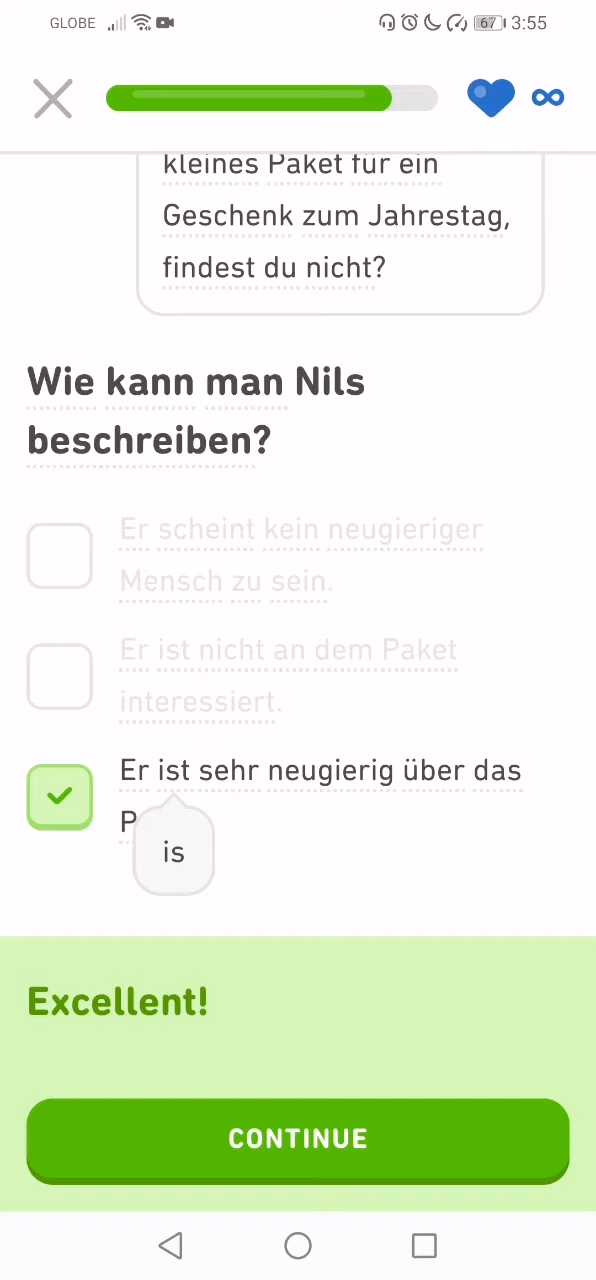 GLOBE 67 3:55
kleines Paket für ein
Geschenk zum Jahrestag,
findest du nicht?
Wie kann man Nils
beschreiben?
Er scheint kein neugieriger
Mensch zu sein.
Er ist nicht an dem Paket
interessiert.
Er ist sehr neugierig über das
P
is
Excellent!
CONTINUE